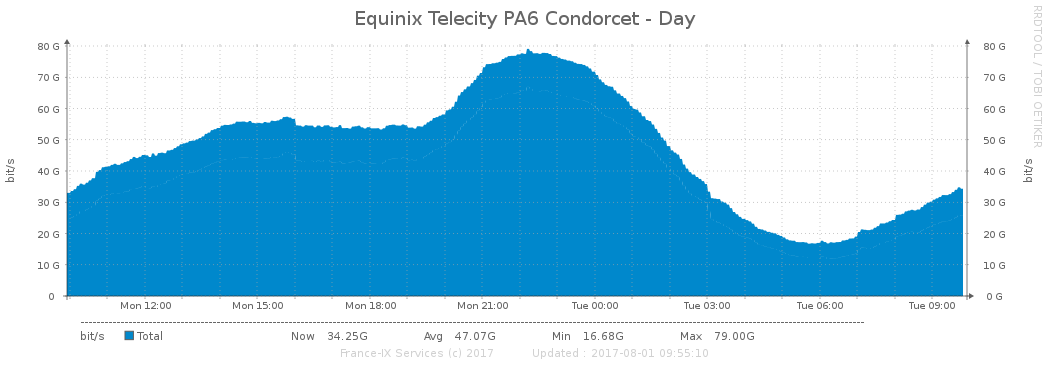 Equinix Telecity PA6 Condorcet - Day
RRDTOOL / TOBI OETIKER
bit/s
80 G
70 G
60 G
50 G
40 G
30 G
20 G
10 G
0
80 G
70 G
60 G
50 G
40 G
30 G
20 G
10 G
0 G
bit/s
Mon 12:00 Mon 15:00 Mon 18:00 Mon 21:00 Tue 00:00 Tue 03:00 Tue 06:00 Tue 09:00
bit/s Total Now 34.25G Avg 47.07G Min 16.68G Max 79.00G
France-IX Services (c) 2017 Updated : 2017-08-01 09:55:10